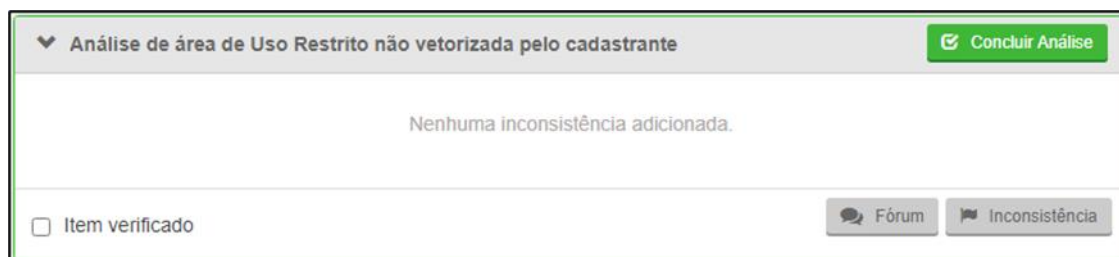 Análise de área de Uso Restrito não vetorizada pelo cadastrante
Concluir Análise
Nenhuma inconsistência adicionada.
Item verificado
Fórum
Inconsistência